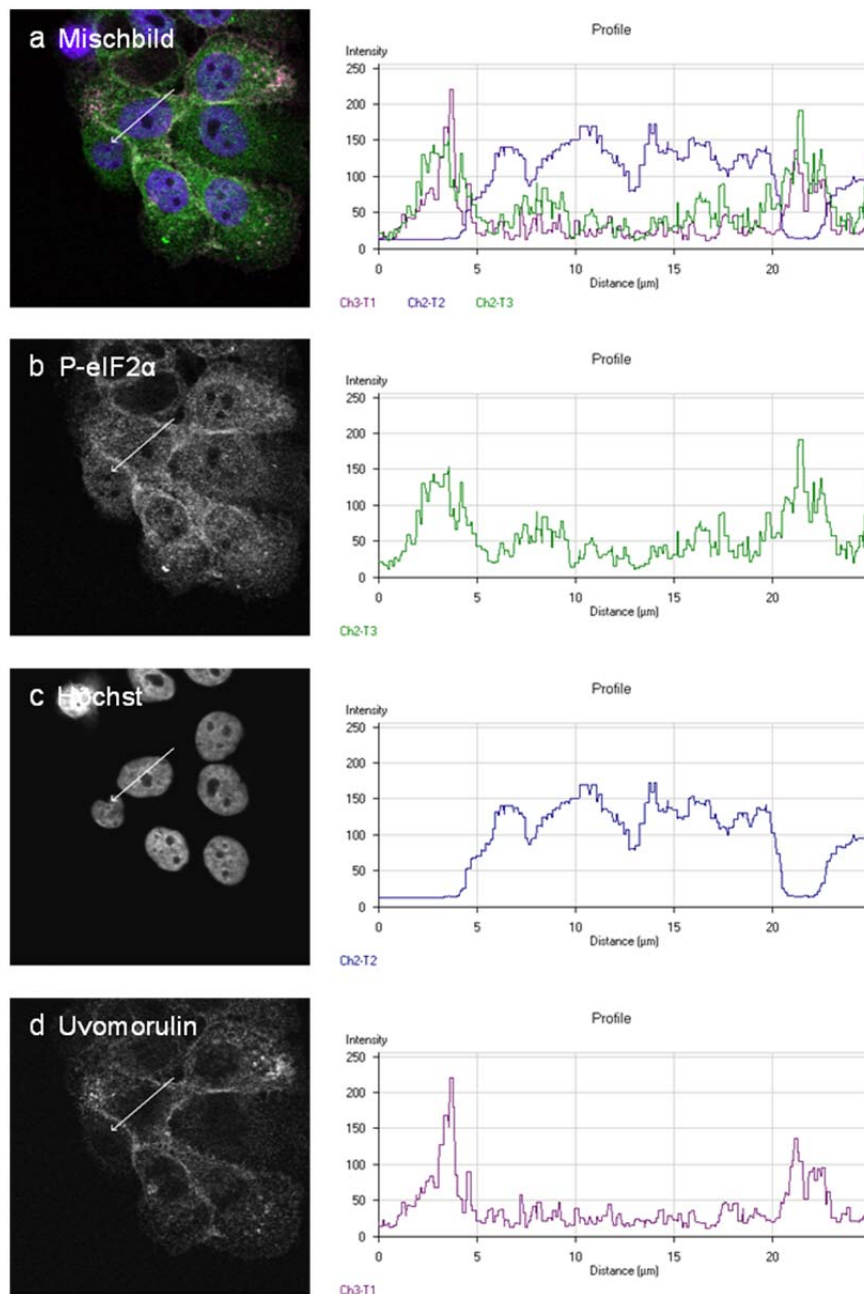 a Mischbild
Profile
Intensity
250
200
150
100
50
0
0 5 10 15 20
Distance [µm]
Ch3-T1 Ch2-T2 Ch2-T3
b P-eIF2α
Profile
Intensity
250
200
150
100
50
0
0 5 10 15 20
Distance [µm]
Ch2-T3
c Höchst
Profile
Intensity
250
200
150
100
50
0
0 5 10 15 20
Distance [µm]
Ch2-T2
d Uvomorulin
Profile
Intensity
250
200
150
100
50
0
0 5 10 15 20
Distance [µm]
Ch3-T1